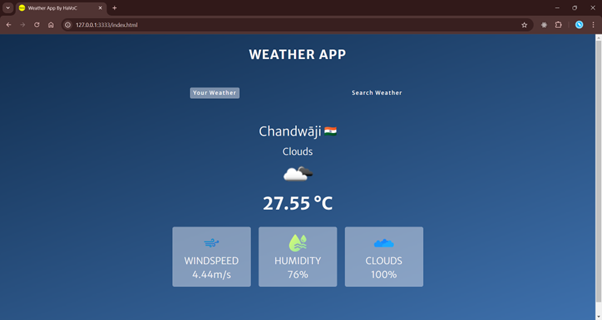 Weather App By HaVoC
127.0.0.1:3333/index.html
WEATHER APP
Your Weather
Search Weather
Chandwāji
Clouds
27.55 °C
WINDSPEED
4.44m/s
HUMIDITY
76%
CLOUDS
100%